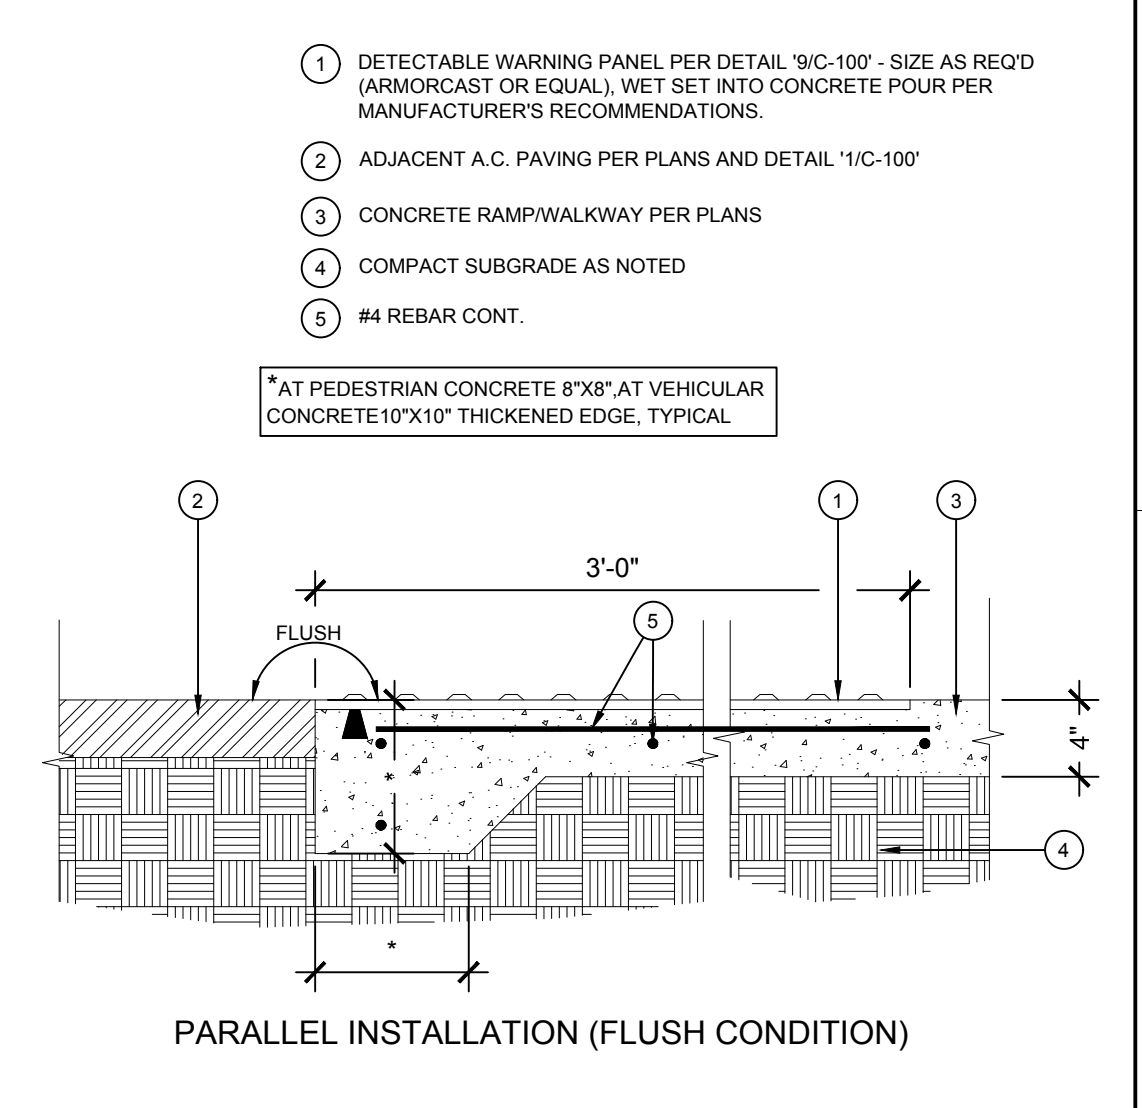 1 DETECTABLE WARNING PANEL PER DETAIL '9/C-100' - SIZE AS REQ'D
(ARMORCAST OR EQUAL), WET SET INTO CONCRETE POUR PER
MANUFACTURER'S RECOMMENDATIONS.
2 ADJACENT A.C. PAVING PER PLANS AND DETAIL '1/C-100'
3 CONCRETE RAMP/WALKWAY PER PLANS
4 COMPACT SUBGRADE AS NOTED
5 #4 REBAR CONT.
*AT PEDESTRIAN CONCRETE 8"X8",AT VEHICULAR
CONCRETE10"X10" THICKENED EDGE, TYPICAL
2
1
3
3'-0"
5
FLUSH
4"
*
4
*
PARALLEL INSTALLATION (FLUSH CONDITION)